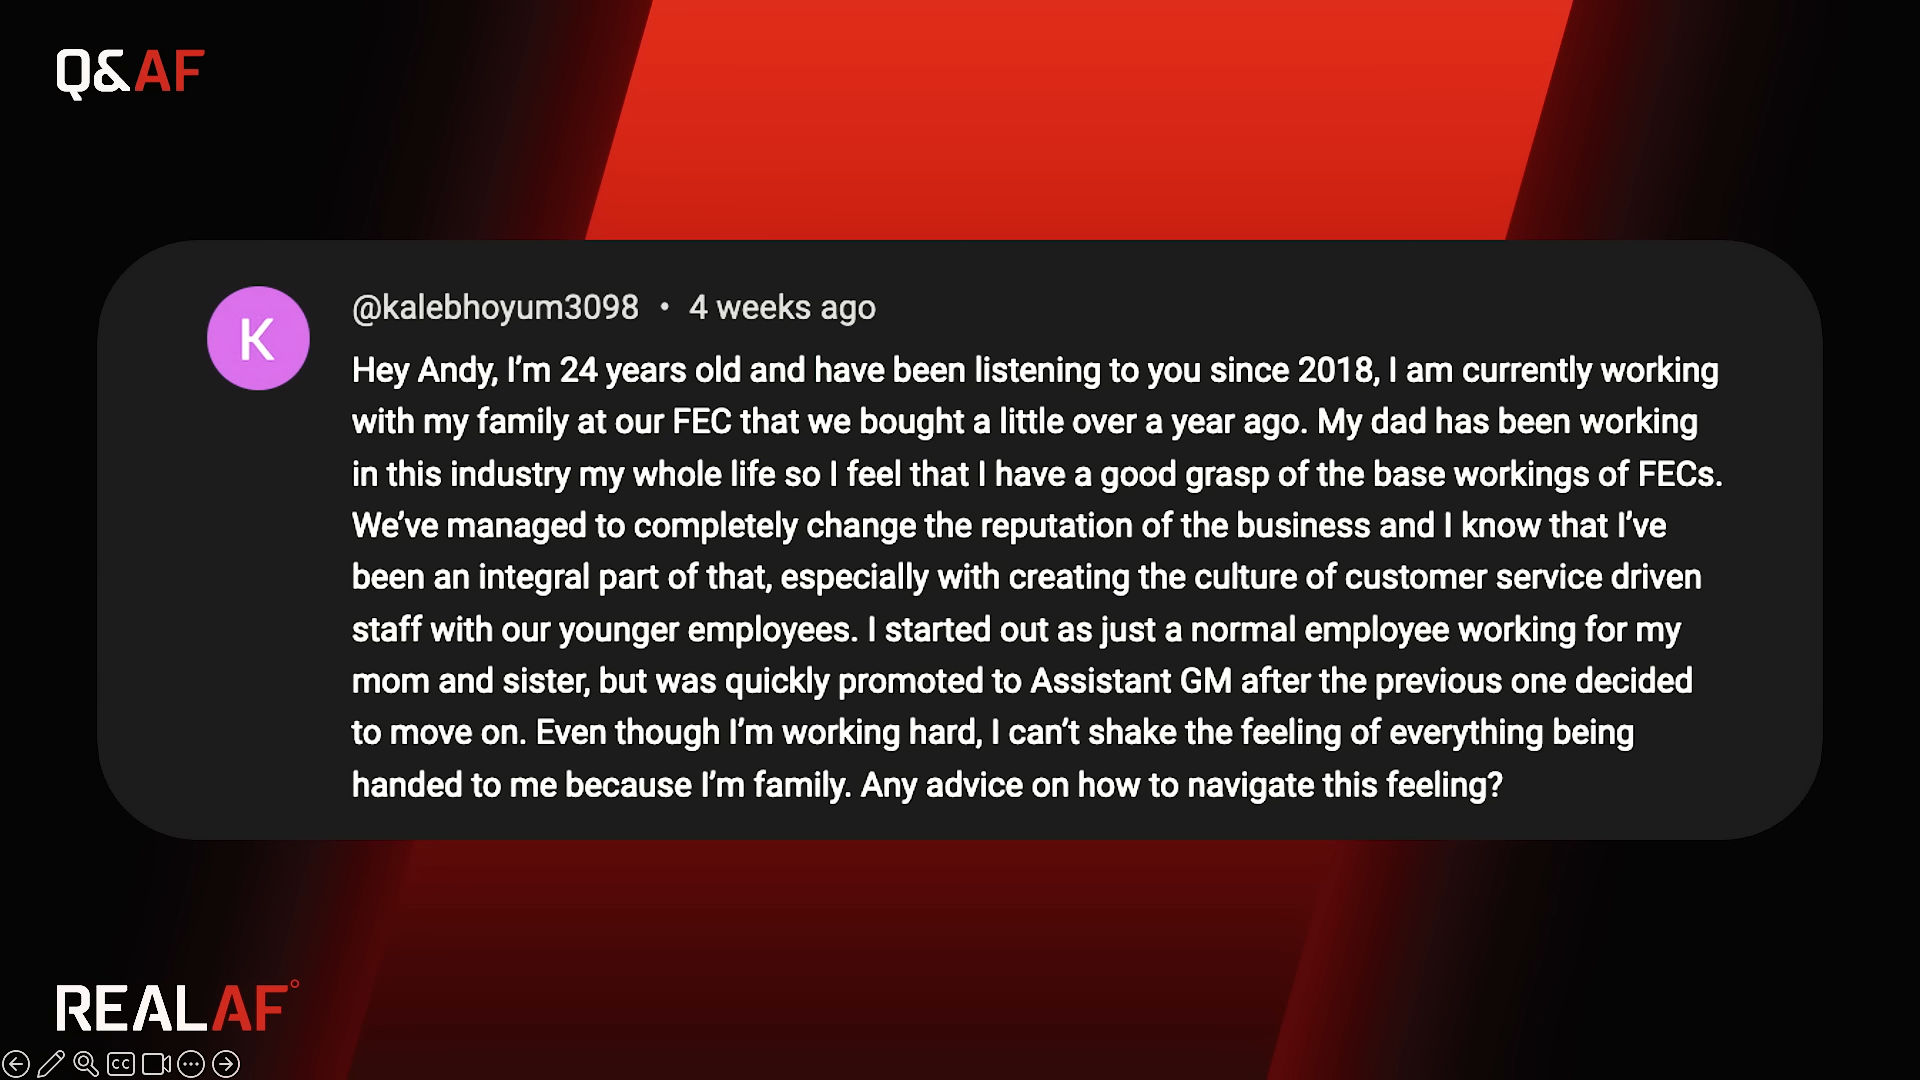 Q&AF
K
@kalebhoyum3098 • 4 weeks ago
Hey Andy, I’m 24 years old and have been listening to you since 2018, I am currently working
with my family at our FEC that we bought a little over a year ago. My dad has been working
in this industry my whole life so I feel that I have a good grasp of the base workings of FECs.
We’ve managed to completely change the reputation of the business and I know that I’ve
been an integral part of that, especially with creating the culture of customer service driven
staff with our younger employees. I started out as just a normal employee working for my
mom and sister, but was quickly promoted to Assistant GM after the previous one decided
to move on. Even though I’m working hard, I can’t shake the feeling of everything being
handed to me because I’m family. Any advice on how to navigate this feeling?
REALAF
CC